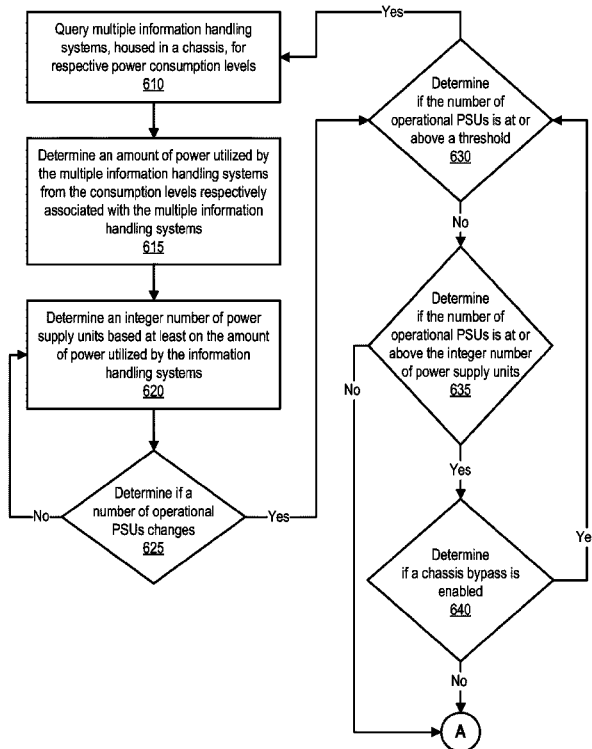 Query multiple information handling
systems, housed in a chassis, for
respective power consumption levels
610
Determine an amount of power utilized by
the multiple information handling systems
from the consumption levels respectively
associated with the multiple information
handling systems
615
Determine an integer number of power
supply units based at least on the amount
of power utilized by the information
handling systems
620
No
Determine if a
number of operational
PSUs changes
625
Yes
Yes
Determine
if the number of
operational PSUs is at or
above a threshold
630
No
Determine
if the number of
operational PSUs is at or
above the integer number
of power supply units
635
No
Yes
Determine
if a chassis bypass is
enabled
640
Ye
No
A